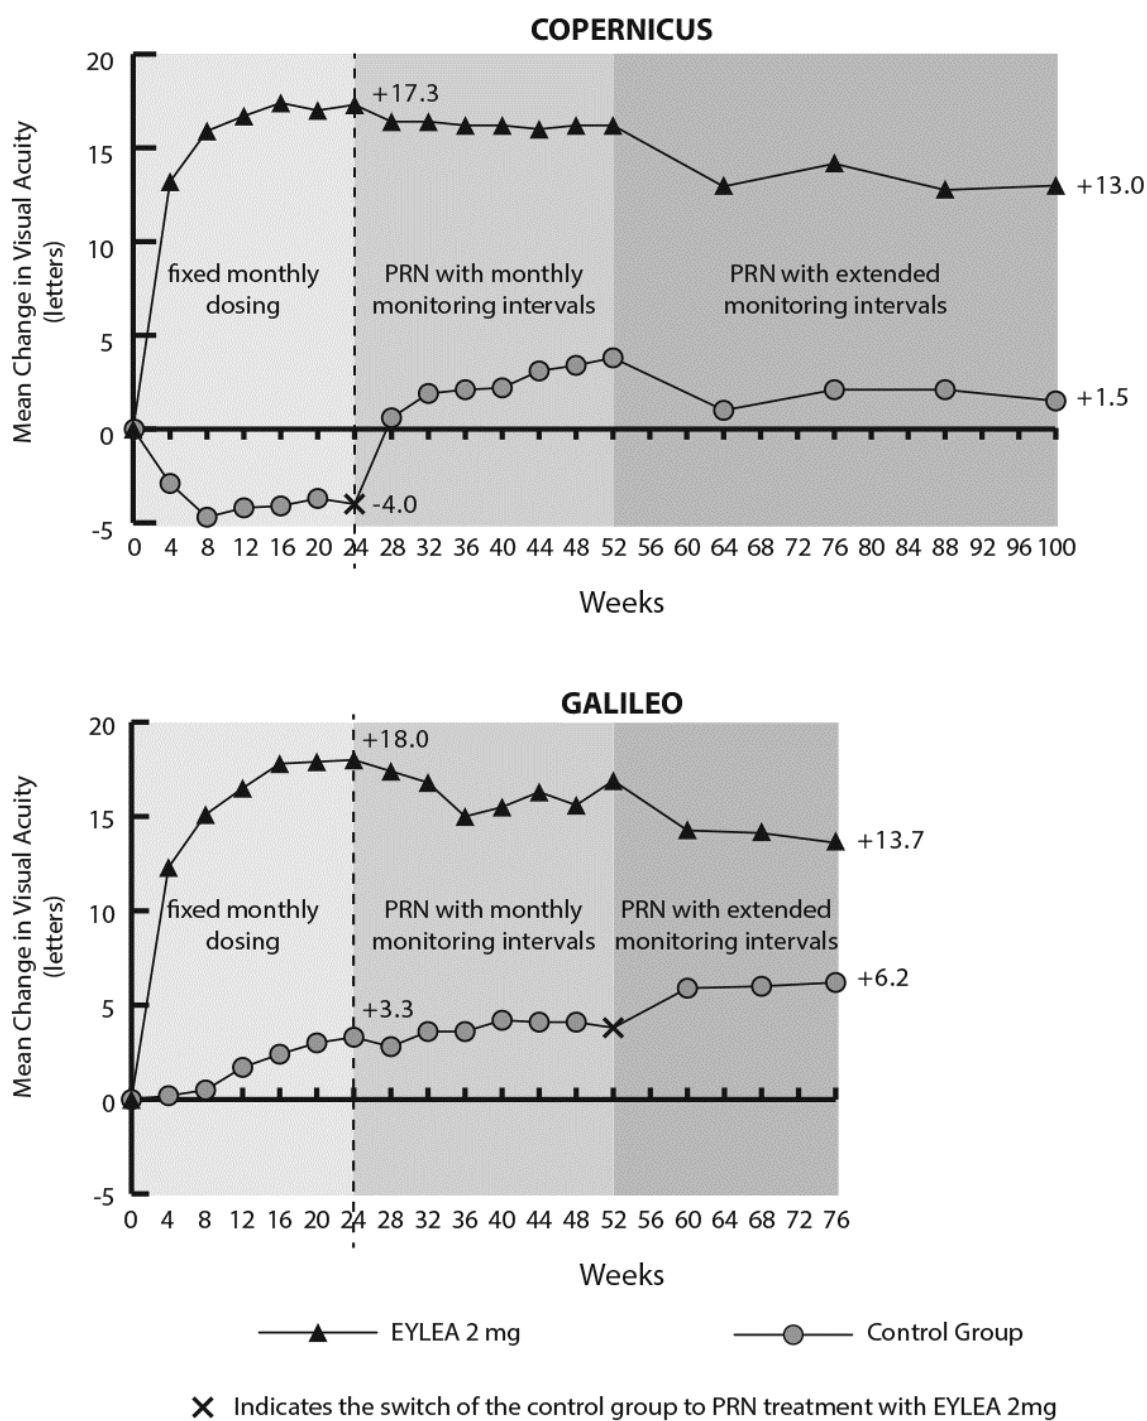 COPERNICUS
Mean Change in Visual Acuity
(letters)
20
15
10
5
0
-5
+17.3
+13.0
fixed monthly
dosing
PRN with monthly
monitoring intervals
PRN with extended
monitoring intervals
+1.5
-4.0
0 4 8 12 16 20 24 28 32 36 40 44 48 52 56 60 64 68 72 76 80 84 88 92 96 100
Weeks
GALILEO
Mean Change in Visual Acuity
(letters)
20
15
10
5
0
-5
+18.0
+13.7
fixed monthly
dosing
PRN with monthly
monitoring intervals
PRN with extended
monitoring intervals
+6.2
+3.3
0 4 8 12 16 20 24 28 32 36 40 44 48 52 56 60 64 68 72 76
Weeks
EYLEA 2 mg
Control Group
Indicates the switch of the control group to PRN treatment with EYLEA 2mg